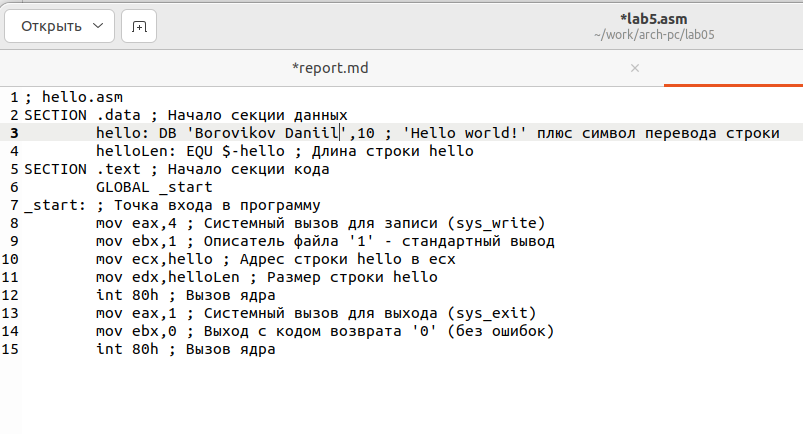 Открыть
*lab5.asm
~/work/arch-pc/lab05
*report.md
1 ; hello.asm
2 SECTION .data ; Начало секции данных
3 hello: DB 'Borovikov Daniil',10 ; 'Hello world!' плюс символ перевода строки
4 helloLen: EQU $-hello ; Длина строки hello
5 SECTION .text ; Начало секции кода
6 GLOBAL _start
7 _start: ; Точка входа в программу
8 mov eax,4 ; Системный вызов для записи (sys_write)
9 mov ebx,1 ; Описатель файла '1' - стандартный вывод
10 mov ecx,hello ; Адрес строки hello в ecx
11 mov edx,helloLen ; Размер строки hello
12 int 80h ; Вызов ядра
13 mov eax,1 ; Системный вызов для выхода (sys_exit)
14 mov ebx,0 ; Выход с кодом возврата '0' (без ошибок)
15 int 80h ; Вызов ядра